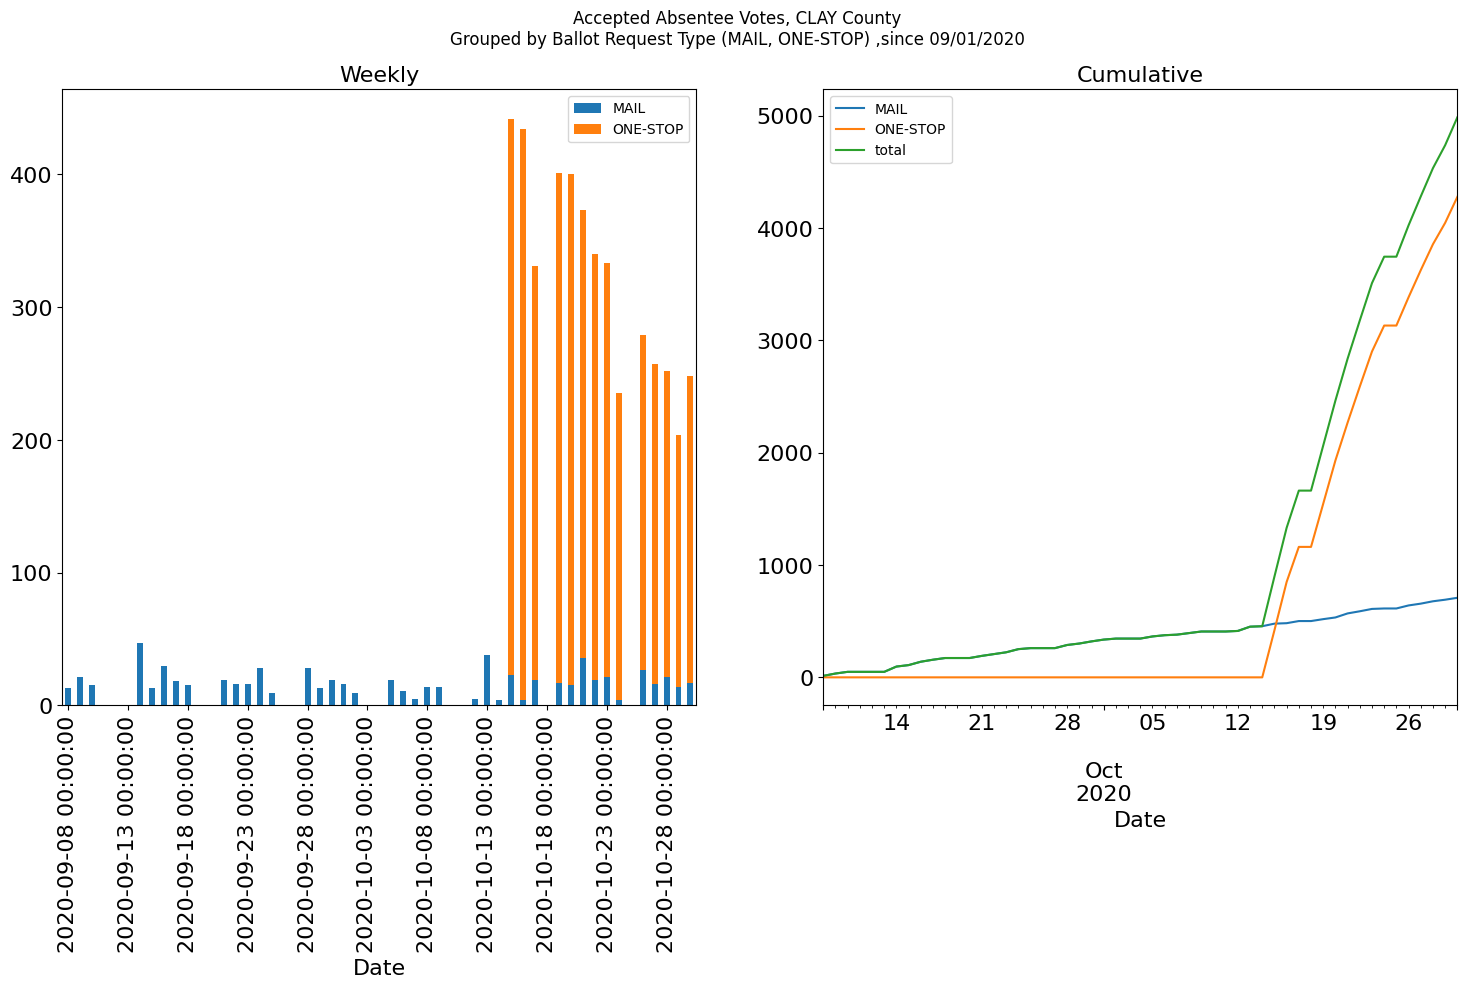 Accepted Absentee Votes, CLAY County
Grouped by Ballot Request Type (MAIL, ONE-STOP) ,since 09/01/2020
Weekly
MAIL
ONE-STOP
400
300
200
100
0
2020-09-08 00:00:00
2020-09-13 00:00:00
2020-09-18 00:00:00
2020-09-23 00:00:00
2020-09-28 00:00:00
2020-10-03 00:00:00
2020-10-08 00:00:00
2020-10-13 00:00:00
2020-10-18 00:00:00
2020-10-23 00:00:00
2020-10-28 00:00:00
Date
Cumulative
MAIL
ONE-STOP
total
5000
4000
3000
2000
1000
0
14 21 28 05 12 19 26
Oct
2020
Date